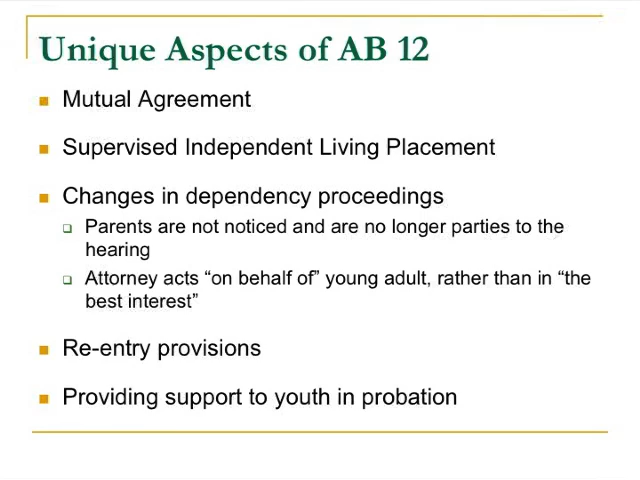 Unique Aspects of AB 12
Mutual Agreement
Supervised Independent Living Placement
Changes in dependency proceedings
Parents are not noticed and are no longer parties to the
hearing
Attorney acts “on behalf of” young adult, rather than in “the
best interest”
Re-entry provisions
Providing support to youth in probation